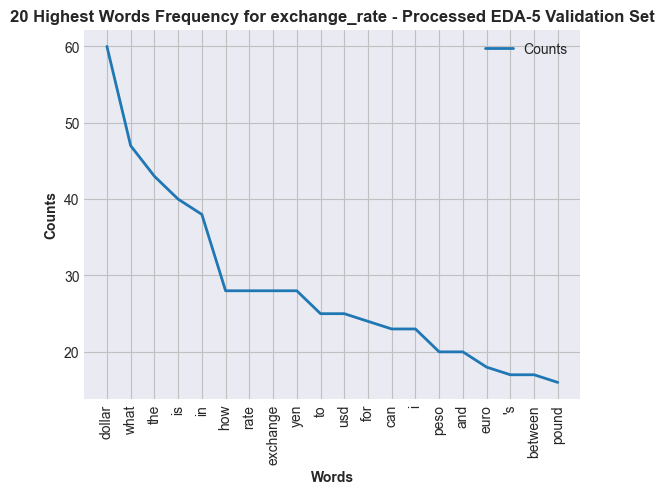 20 Highest Words Frequency for exchange_rate - Processed EDA-5 Validation Set
Counts
60
50
40
30
20
Counts
dollar
what
the
is
in
how
rate
exchange
yen
to
usd
for
can
i
peso
and
euro
's
between
pound
Words